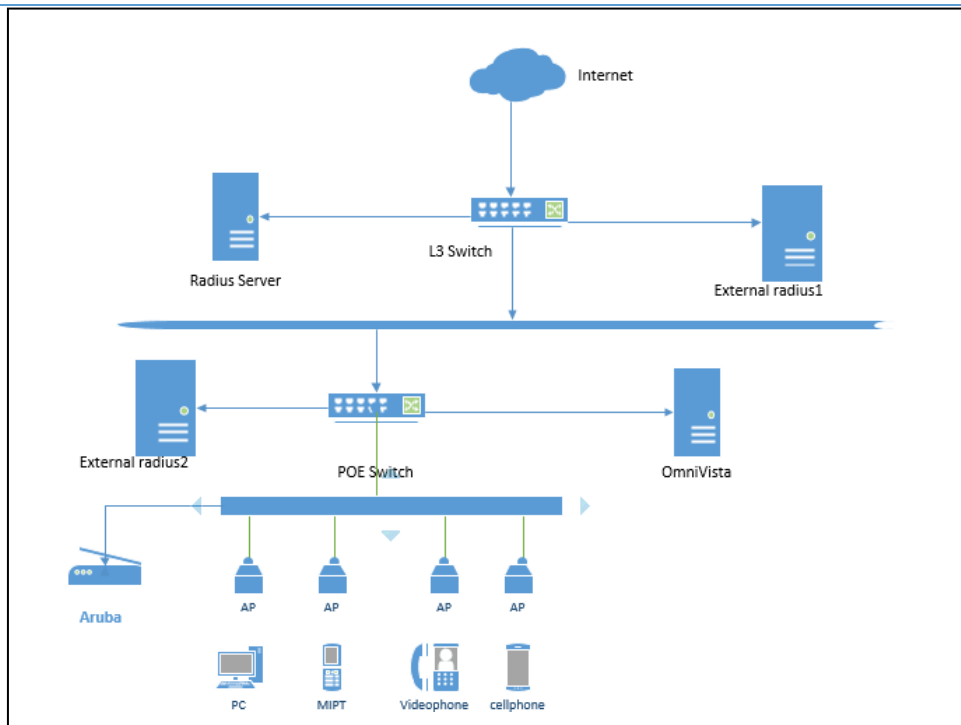 Internet
L3 Switch
Radius Server
External radius1
External radius2
POE Switch
OmniVista
Aruba
AP
AP
AP
AP
PC
MIPT
Videophone
cellphone